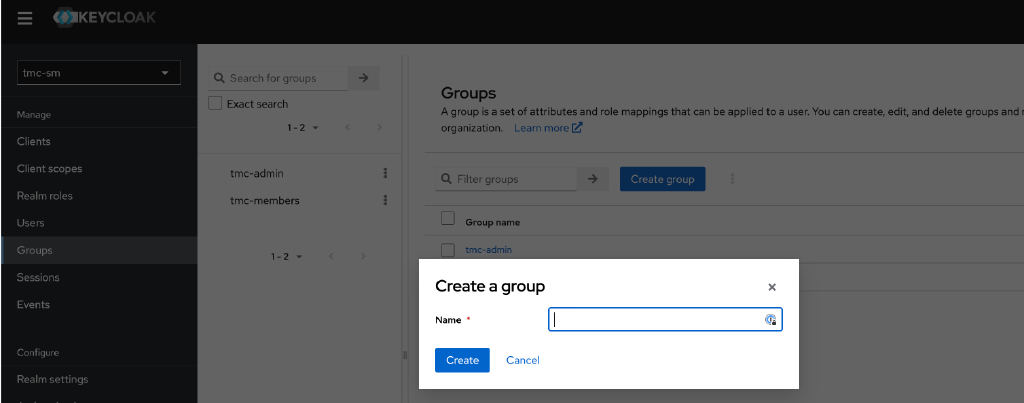 KEYCLOAK
tmc-sm
Manage
Clients
Client scopes
Realm roles
Users
Groups
Sessions
Events
Configure
Realm settings
Search for groups
Exact search
1 - 2
tmc-admin
tmc-members
1 - 2
Groups
A group is a set of attributes and role mappings that can be applied to a user. You can create, edit, and delete groups and
organization. Learn more
Filter groups
Create group
Group name
tmc-admin
Create a group
Name *
Create
Cancel